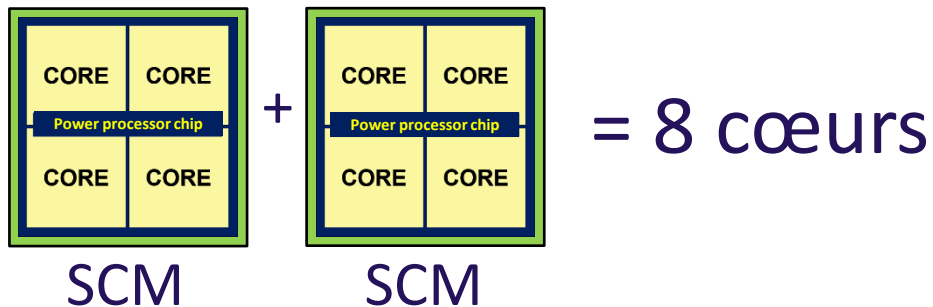 CORE CORE
Power processor chip
CORE CORE
SCM
+
CORE CORE
Power processor chip
CORE CORE
SCM
= 8 cœurs